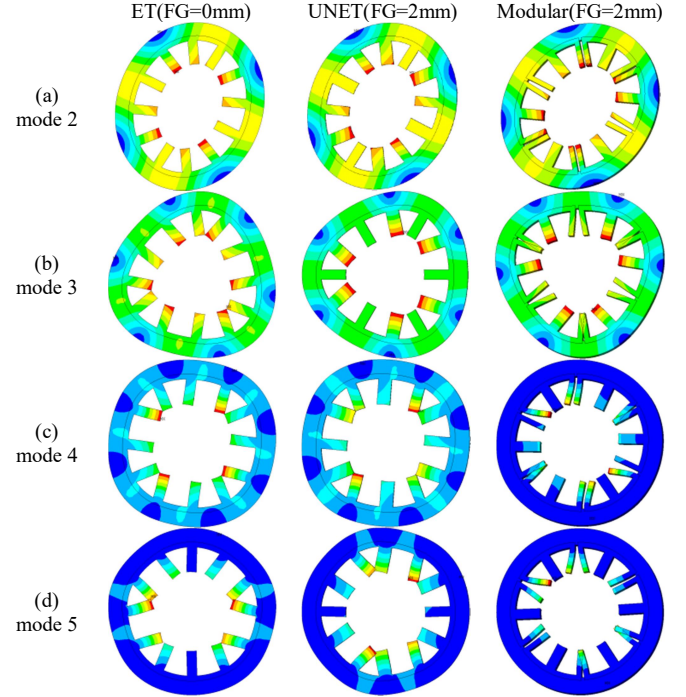 ET(FG=0mm) UNET(FG=2mm) Modular(FG=2mm)
(a)
mode 2
(b)
mode 3
(c)
mode 4
(d)
mode 5